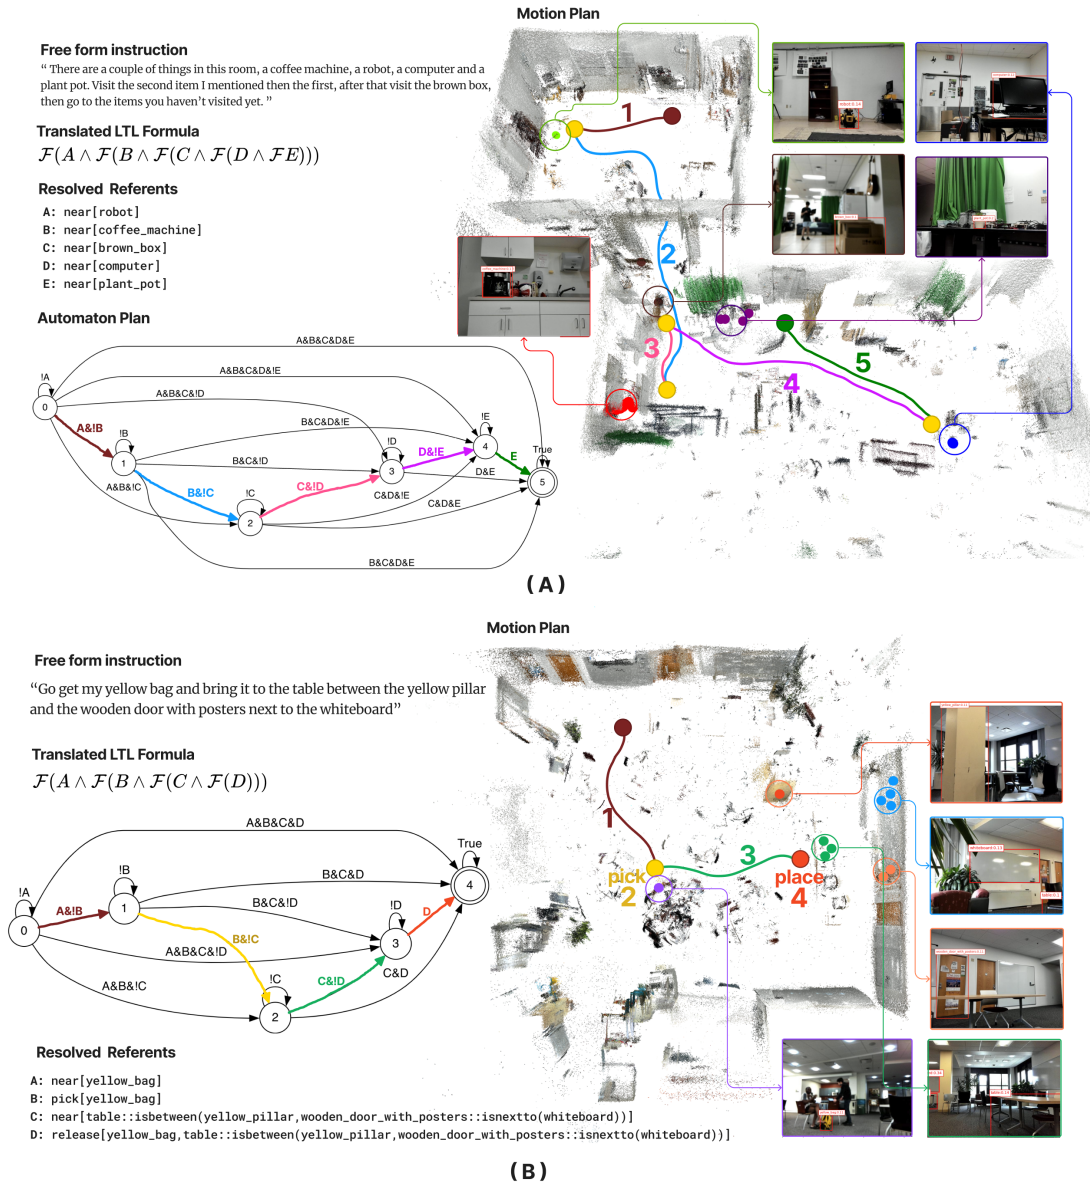 Motion Plan
Free form instruction
“ There are a couple of things in this room, a coffee machine, a robot, a computer and a
plant pot. Visit the second item I mentioned then the first, after that visit the brown box,
then go to the items you haven’t visited yet. ”
Translated LTL Formula
F(A ∧ F(B ∧ F(C ∧ F(D ∧ FE)))
Resolved Referents
A: near[robot]
B: near[coffee_machine]
C: near[brown_box]
D: near[computer]
E: near[plant_pot]
Automaton Plan
A&B&C&D&E
A&B&C&D&!E
A&B&C&!D
!A
0
A&!B
!B
1
B&C&D&!E
B&C&!D
A&B&!C
B&!C
!C
2
C&!D
!D
3
D&!E
!E
4
E
True
5
D&E
C&D&!E
C&D&E
B&C&D&E
1
2
3
4
5
(A)
Motion Plan
Free form instruction
“Go get my yellow bag and bring it to the table between the yellow pillar
and the wooden door with posters next to the whiteboard”
Translated LTL Formula
F(A ∧ F(B ∧ F(C ∧ F(D)))
A&B&C&D
!A
0
A&!B
!B
1
B&C&D
B&C&!D
A&B&C&!D
A&B&!C
B&!C
!C
2
C&!D
!D
3
D
C&D
True
4
1
pick
2
3
place
4
Resolved Referents
A: near[yellow_bag]
B: pick[yellow_bag]
C: near[table::isbetween(yellow_pillar,wooden_door_with_posters::isnextto(whiteboard))]
D: release[yellow_bag,table::isbetween(yellow_pillar,wooden_door_with_posters::isnextto(whiteboard))]
(B)